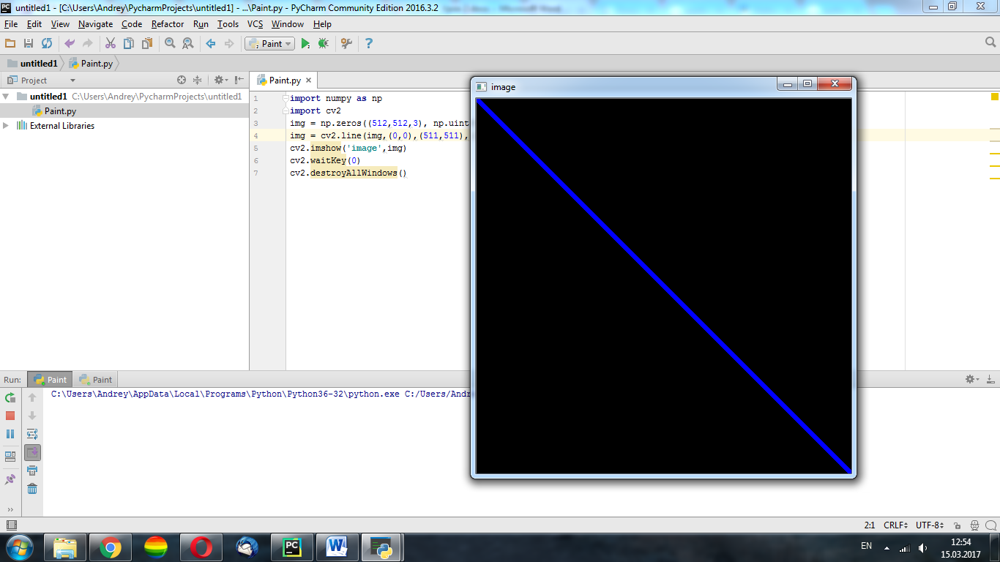 untitled1 - [C:\Users\Andrey\PycharmProjects\untitled1] - ...\Paint.py - PyCharm Community Edition 2016.3.2
File Edit View Navigate Code Refactor Run Tools VCS Window Help
Paint
untitled1 Paint.py
Project
Paint.py
untitled1 C:\Users\Andrey\PycharmProjects\untitled1
Paint.py
External Libraries
1 import numpy as np
2 import cv2
3 img = np.zeros((512,512,3), np.uint
4 img = cv2.line(img,(0,0),(511,511),
5 cv2.imshow('image',img)
6 cv2.waitKey(0)
7 cv2.destroyAllWindows()
image
Run: Paint Paint
C:\Users\Andrey\AppData\Local\Programs\Python\Python36-32\python.exe C:/Users/Andr
2:1 CRLF UTF-8
EN
12:54
15.03.2017